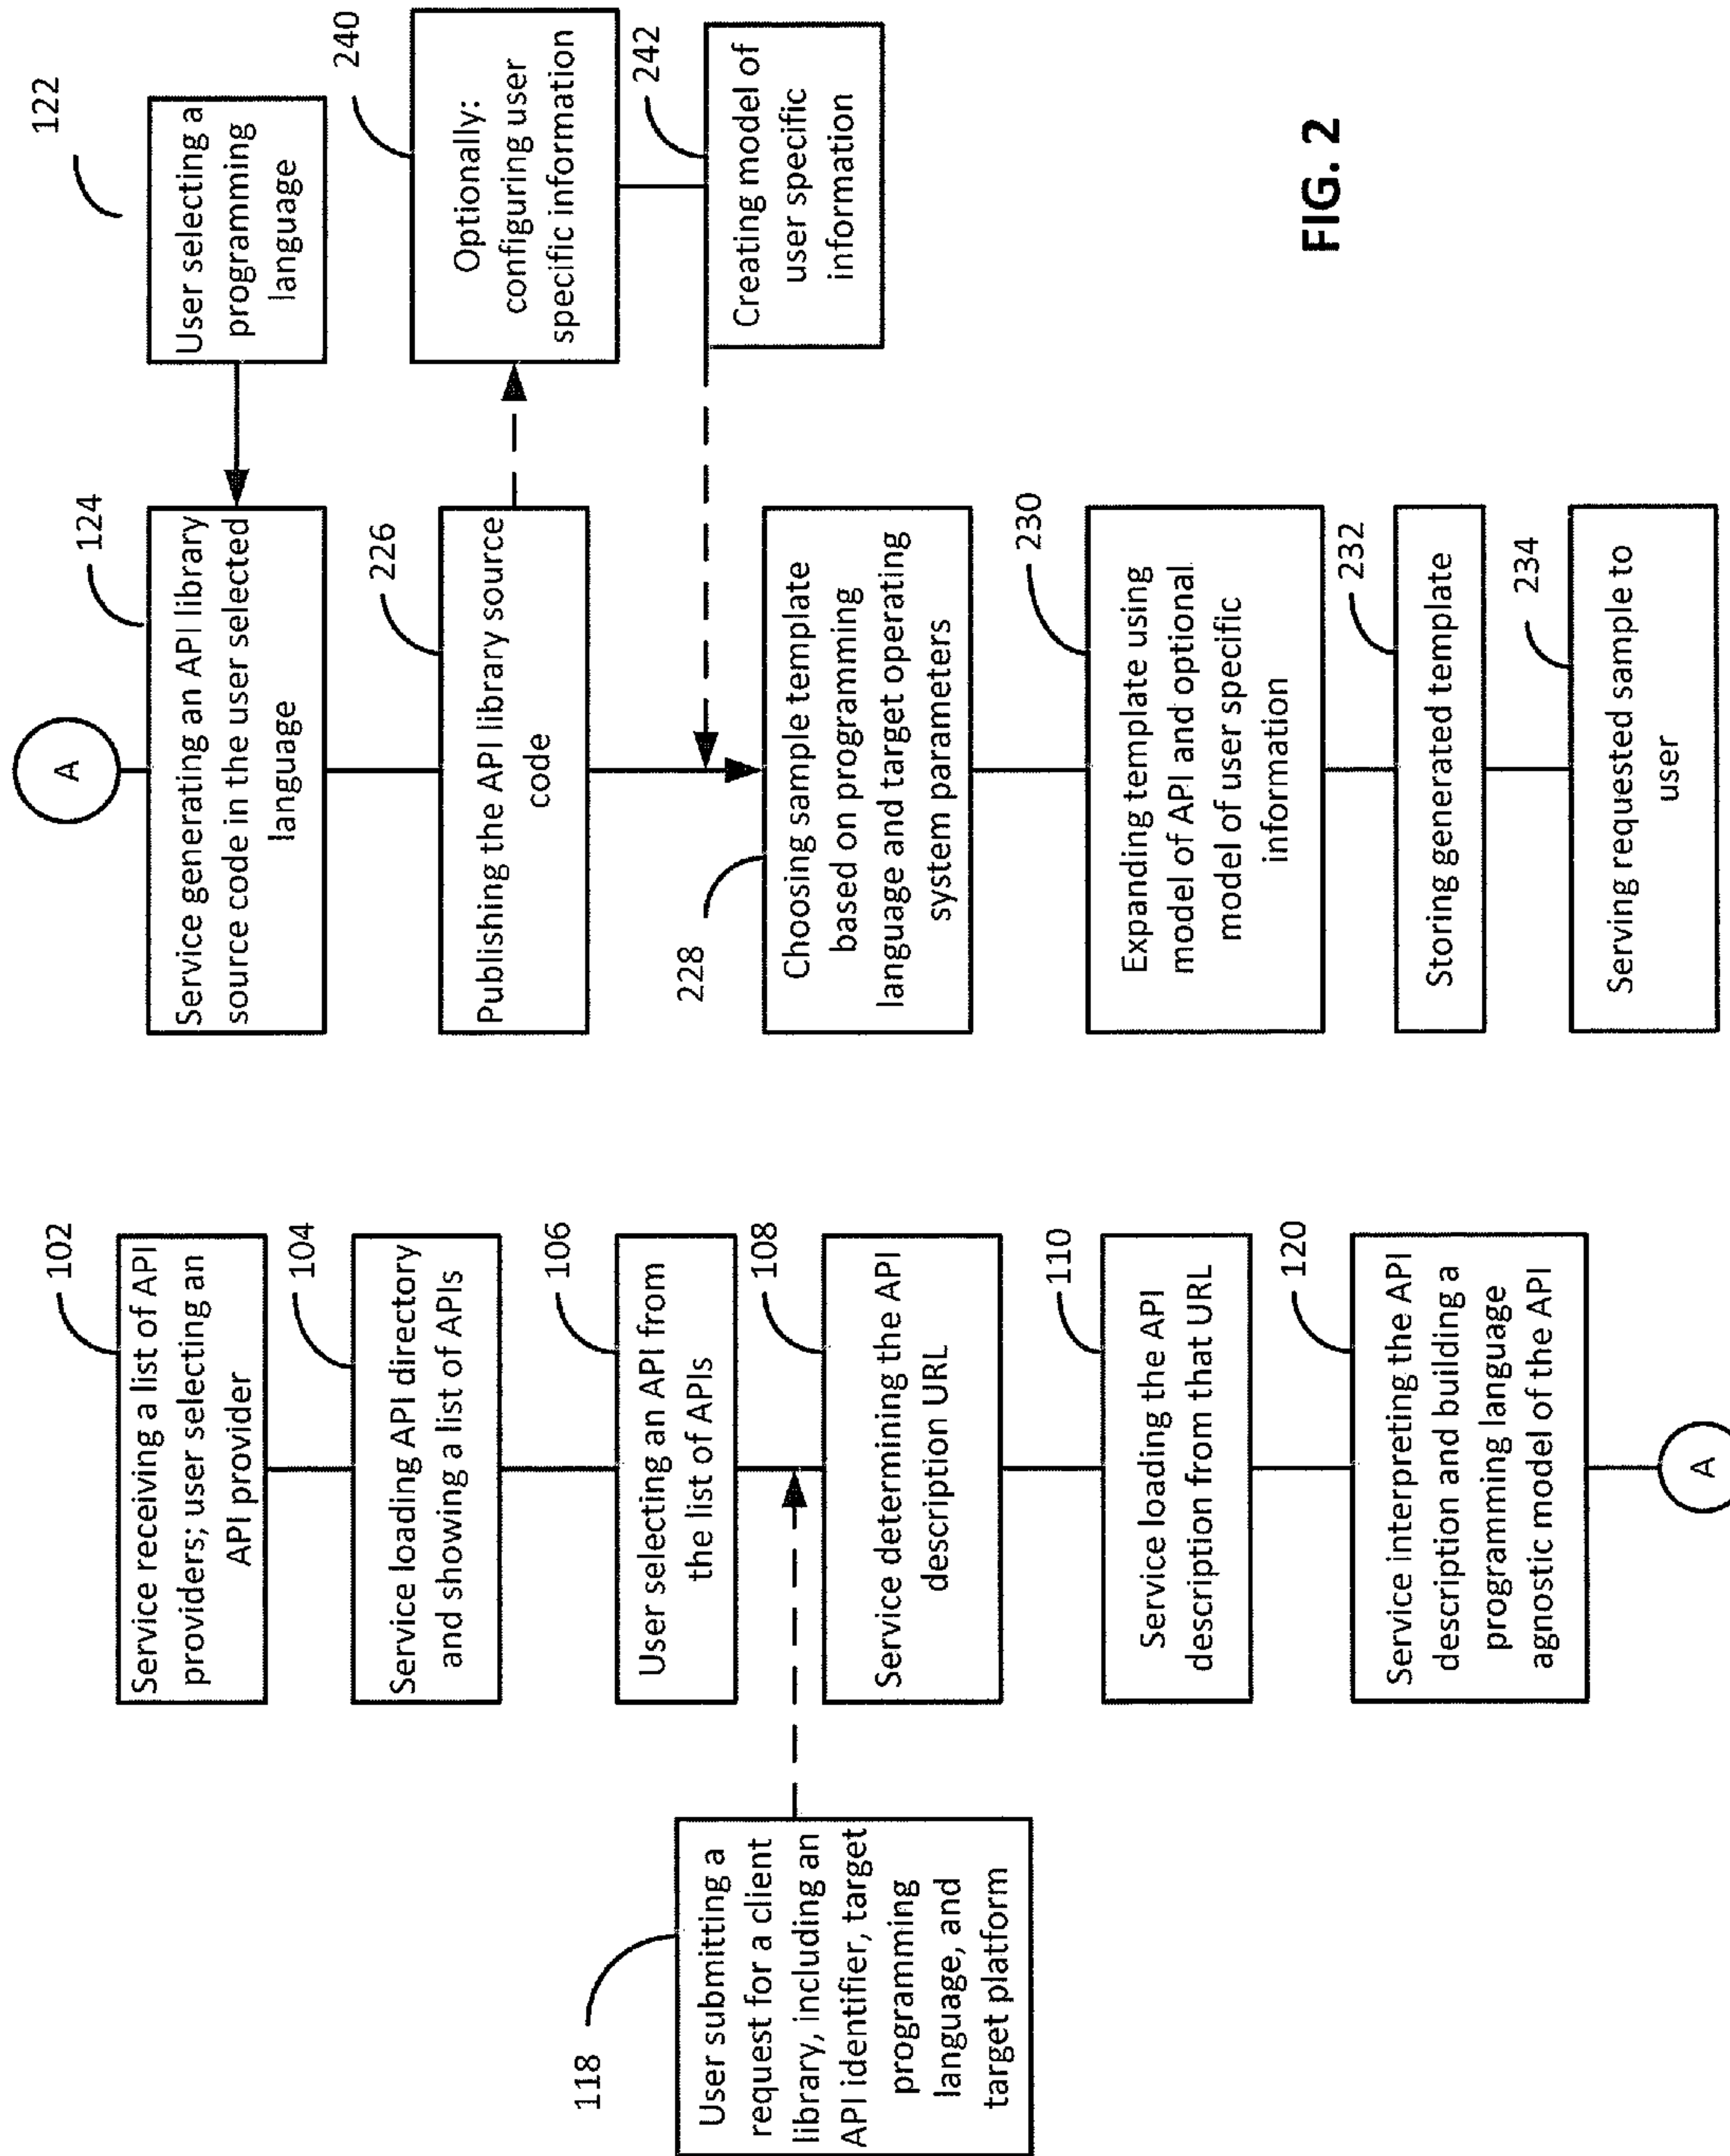 102
Service receiving a list of API
providers; user selecting an
API provider
104
Service loading API directory
and showing a list of APIs
106
User selecting an API from
the list of APIs
118
User submitting a
request for a client
library, including an
API identifier, target
programming
language, and
target platform
108
Service determining the API
description URL
110
Service loading the API
description from that URL
120
Service interpreting the API
description and building a
programming language
agnostic model of the API
A
A
124
Service generating an API library
source code in the user selected
language
122
User selecting a
programming
language
226
Publishing the API library source
code
240
Optionally:
configuring user
specific information
242
Creating model of
user specific
information
228
Choosing sample template
based on programming
language and target operating
system parameters
230
Expanding template using
model of API and optional
model of user specific
information
232
Storing generated template
234
Serving requested sample to
user
FIG. 2